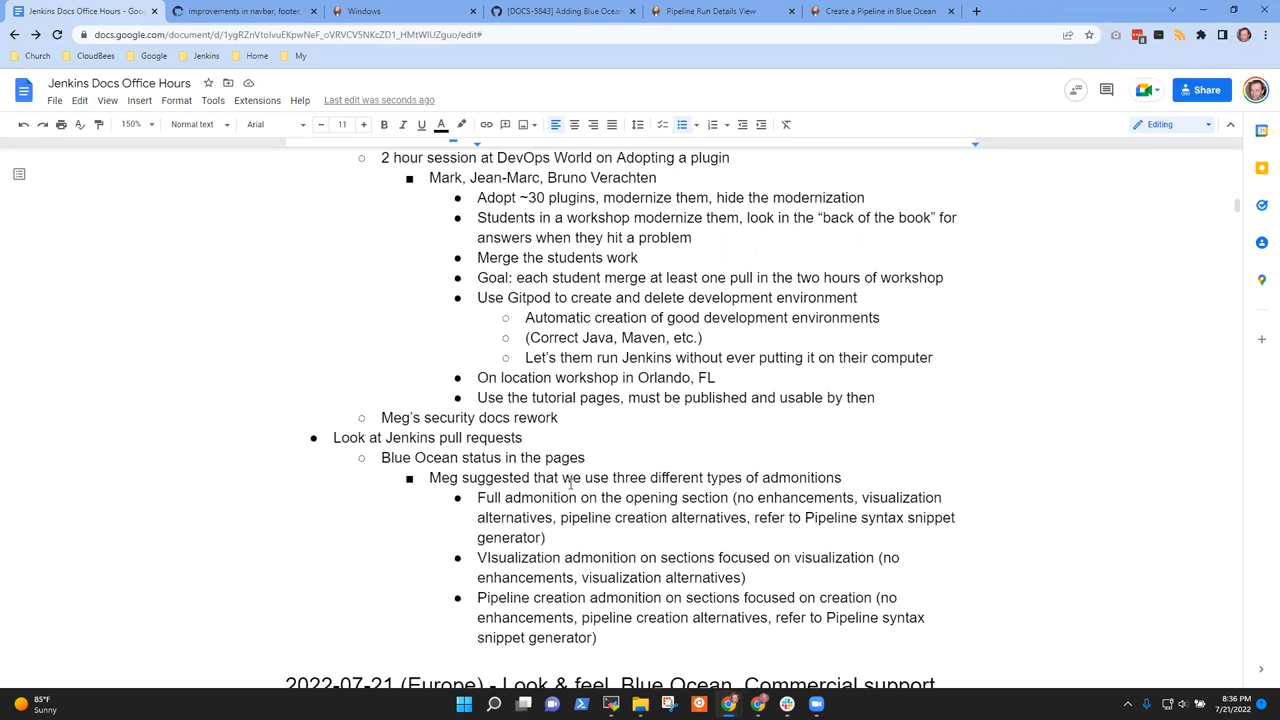 Jenkins Docs Office Hours - G
improvements in navbar, footer,
Windows
[DOCS-5843] Adding Blue Ocean
Pipeline Run Details View
Create a Pipeline in Blue Ocean
docs.google.com/document/d/1ygRZnVtoIvuEKpwNeF_oVRVCV5NKcZD1_HMtWIUZguo/edit#
Church
CloudBees
Google
Jenkins
Home
My
Jenkins Docs Office Hours
File Edit View Insert Format Tools Extensions Help Last edit was seconds ago
Share
150% Normal text Arial 11 Editing
2 hour session at DevOps World on Adopting a plugin
Mark, Jean-Marc, Bruno Verachten
Adopt ~30 plugins, modernize them, hide the modernization
Students in a workshop modernize them, look in the “back of the book” for
answers when they hit a problem
Merge the students work
Goal: each student merge at least one pull in the two hours of workshop
Use Gitpod to create and delete development environment
Automatic creation of good development environments
(Correct Java, Maven, etc.)
Let’s them run Jenkins without ever putting it on their computer
On location workshop in Orlando, FL
Use the tutorial pages, must be published and usable by then
Meg’s security docs rework
Look at Jenkins pull requests
Blue Ocean status in the pages
Meg suggested that we use three different types of admonitions
Full admonition on the opening section (no enhancements, visualization
alternatives, pipeline creation alternatives, refer to Pipeline syntax snippet
generator)
VIsualization admonition on sections focused on visualization (no
enhancements, visualization alternatives)
Pipeline creation admonition on sections focused on creation (no
enhancements, pipeline creation alternatives, refer to Pipeline syntax
snippet generator)
2022-07-21 (Europe) - Look & feel, Blue Ocean, Commercial support
85°F
Sunny
8:36 PM
7/21/2022